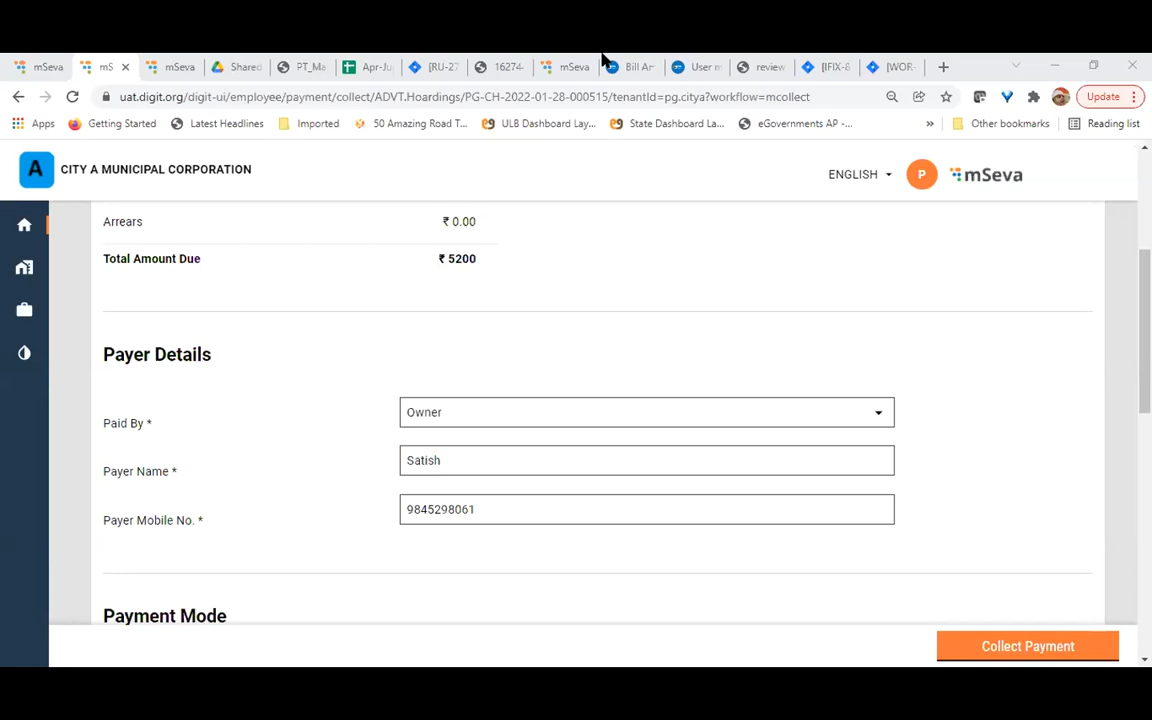 mSeva mS mSeva Shared PT_Ma Apr-Ju [RU-27 16274- mSeva Bill Am User m review [IFIX-8 [WOR-
uat.digit.org/digit-ui/employee/payment/collect/ADVT.Hoardings/PG-CH-2022-01-28-000515/tenantId=pg.citya?workflow=mcollect Update
Apps Getting Started Latest Headlines Imported 50 Amazing Road T... ULB Dashboard Lay... State Dashboard La... eGovernments AP -... » Other bookmarks Reading list
A CITY A MUNICIPAL CORPORATION ENGLISH P mSeva
Arrears ₹ 0.00
Total Amount Due ₹ 5200
Payer Details
Paid By * Owner
Payer Name * Satish
Payer Mobile No. * 9845298061
Payment Mode
Collect Payment